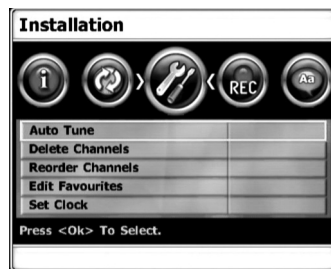 Installation
i
REC
Aa
Auto Tune
Delete Channels
Reorder Channels
Edit Favourites
Set Clock
Press <Ok> To Select.